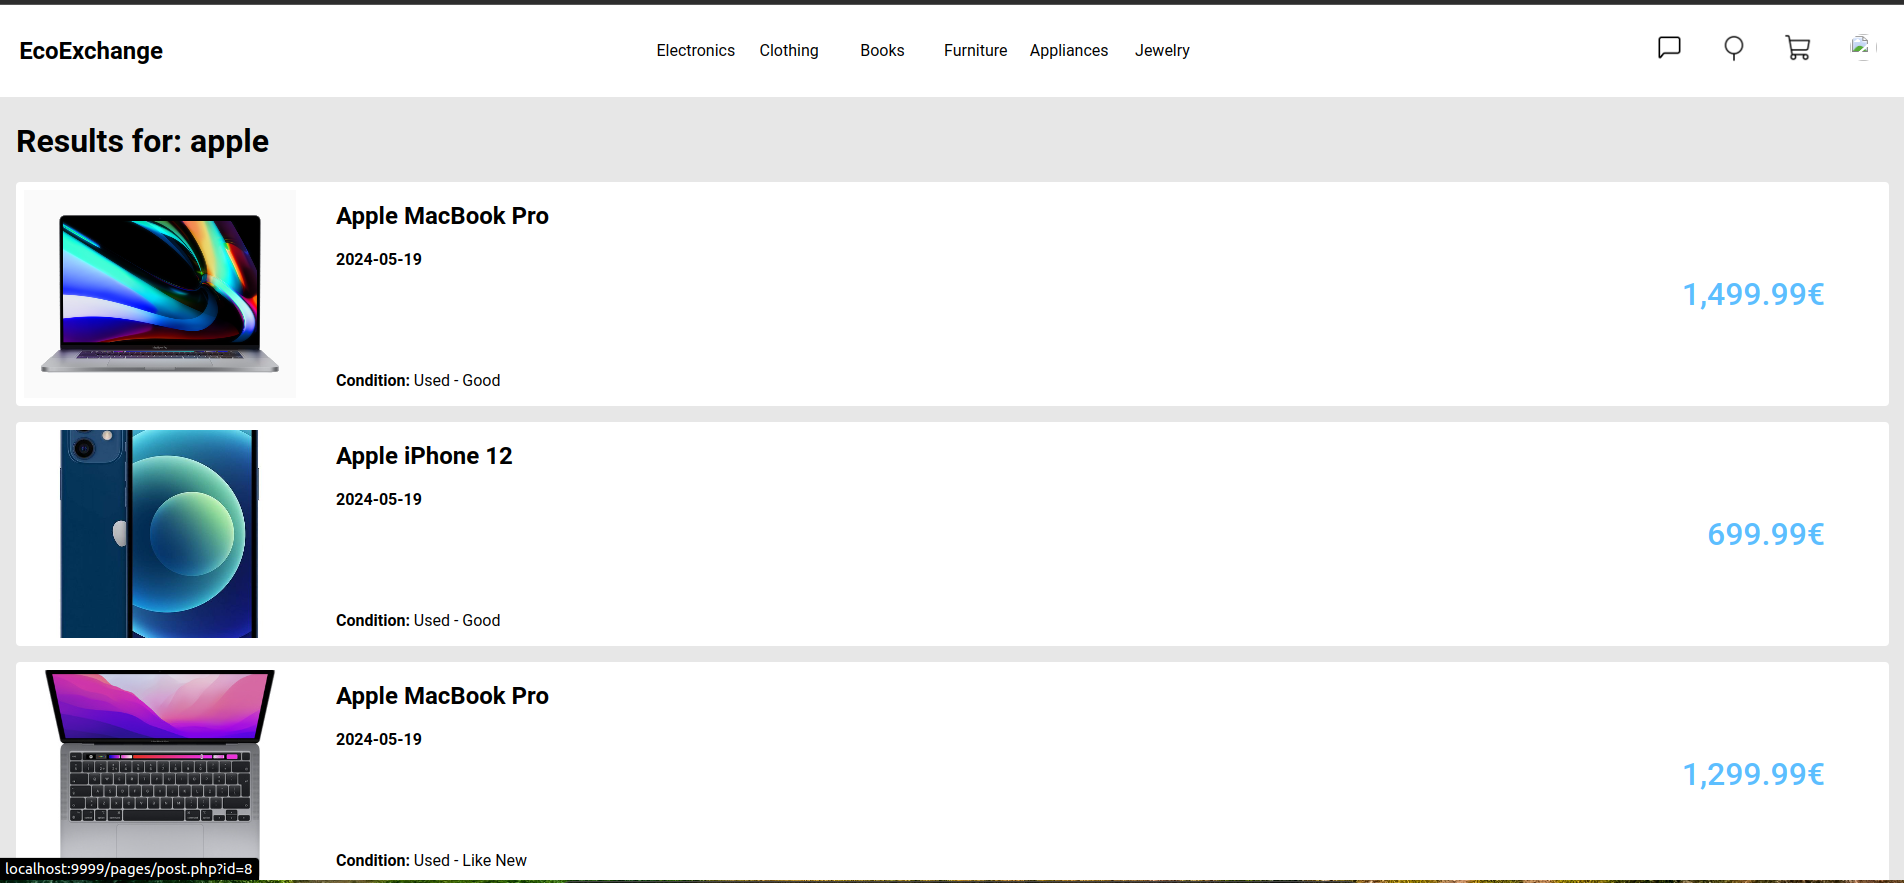 EcoExchange
Electronics Clothing Books Furniture Appliances Jewelry
Results for: apple
Apple MacBook Pro
2024-05-19
1,499.99€
Condition: Used - Good
Apple iPhone 12
2024-05-19
699.99€
Condition: Used - Good
Apple MacBook Pro
2024-05-19
1,299.99€
Condition: Used - Like New
localhost:9999/pages/post.php?id=8